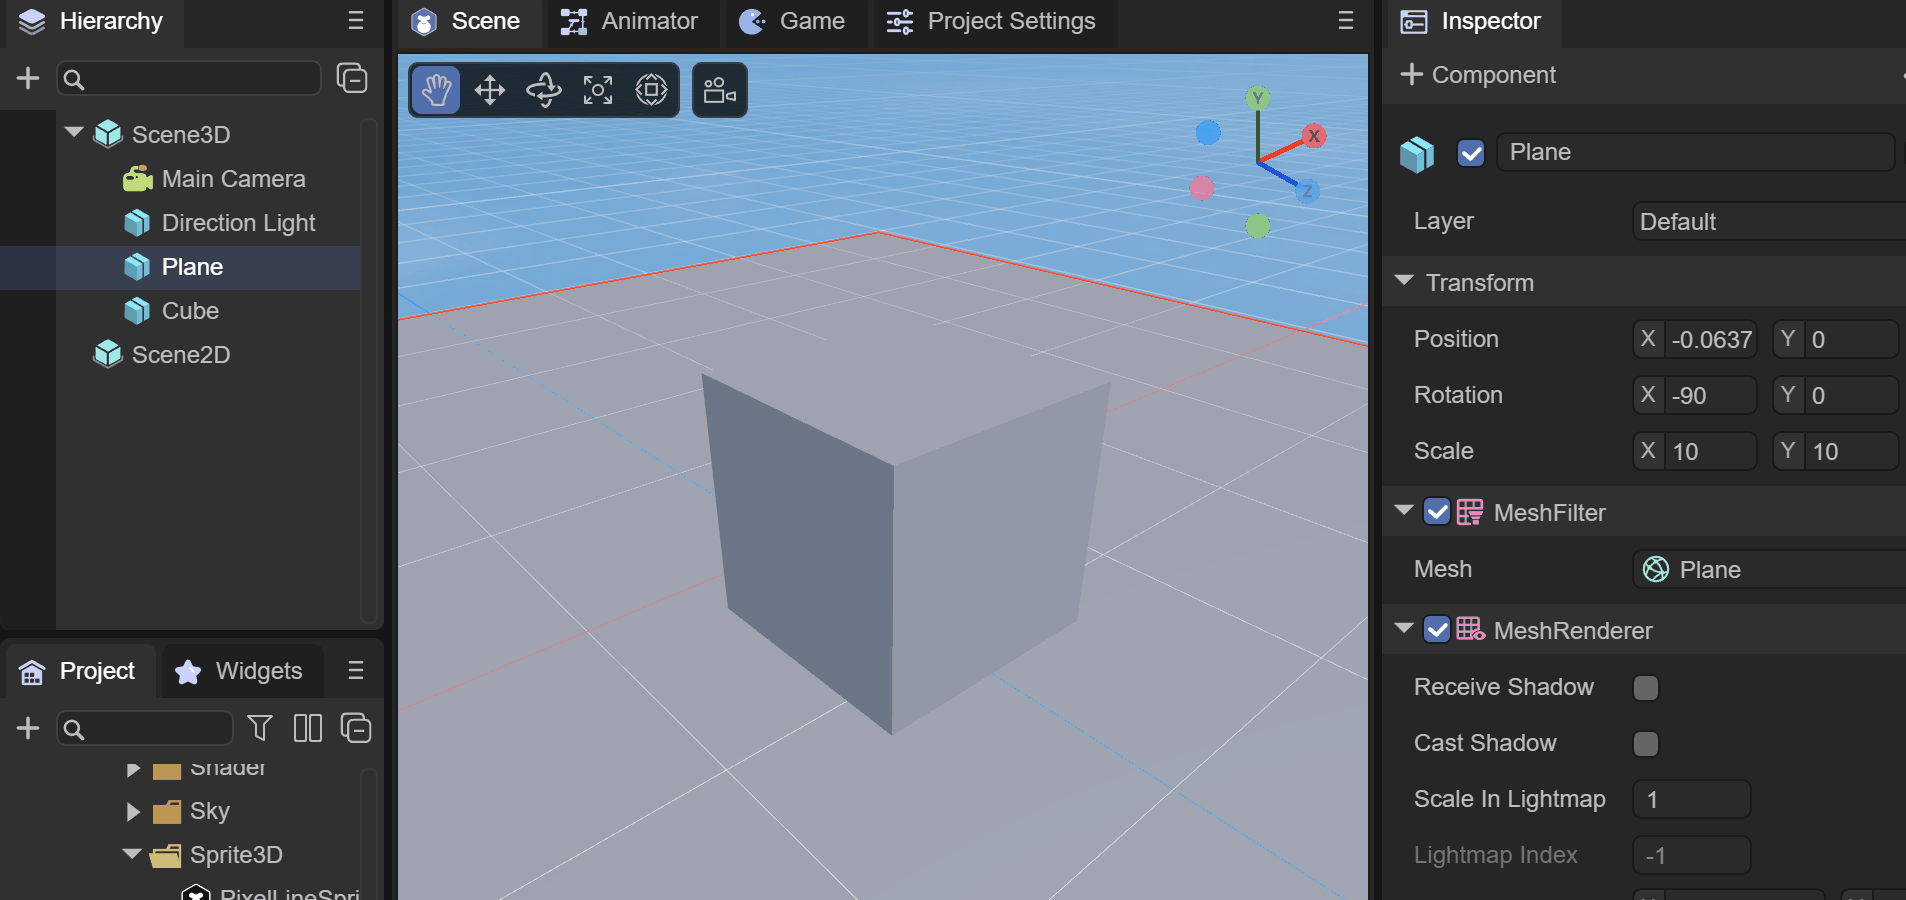 Hierarchy
Scene3D
Main Camera
Direction Light
Plane
Cube
Scene2D
Project Widgets
Shader
Sky
Sprite3D
PixelLineSpri
Scene Animator Game Project Settings
Y
X
Z
Inspector
+ Component
Plane
Layer Default
Transform
Position X -0.0637 Y 0
Rotation X -90 Y 0
Scale X 10 Y 10
MeshFilter
Mesh Plane
MeshRenderer
Receive Shadow
Cast Shadow
Scale In Lightmap 1
Lightmap Index -1